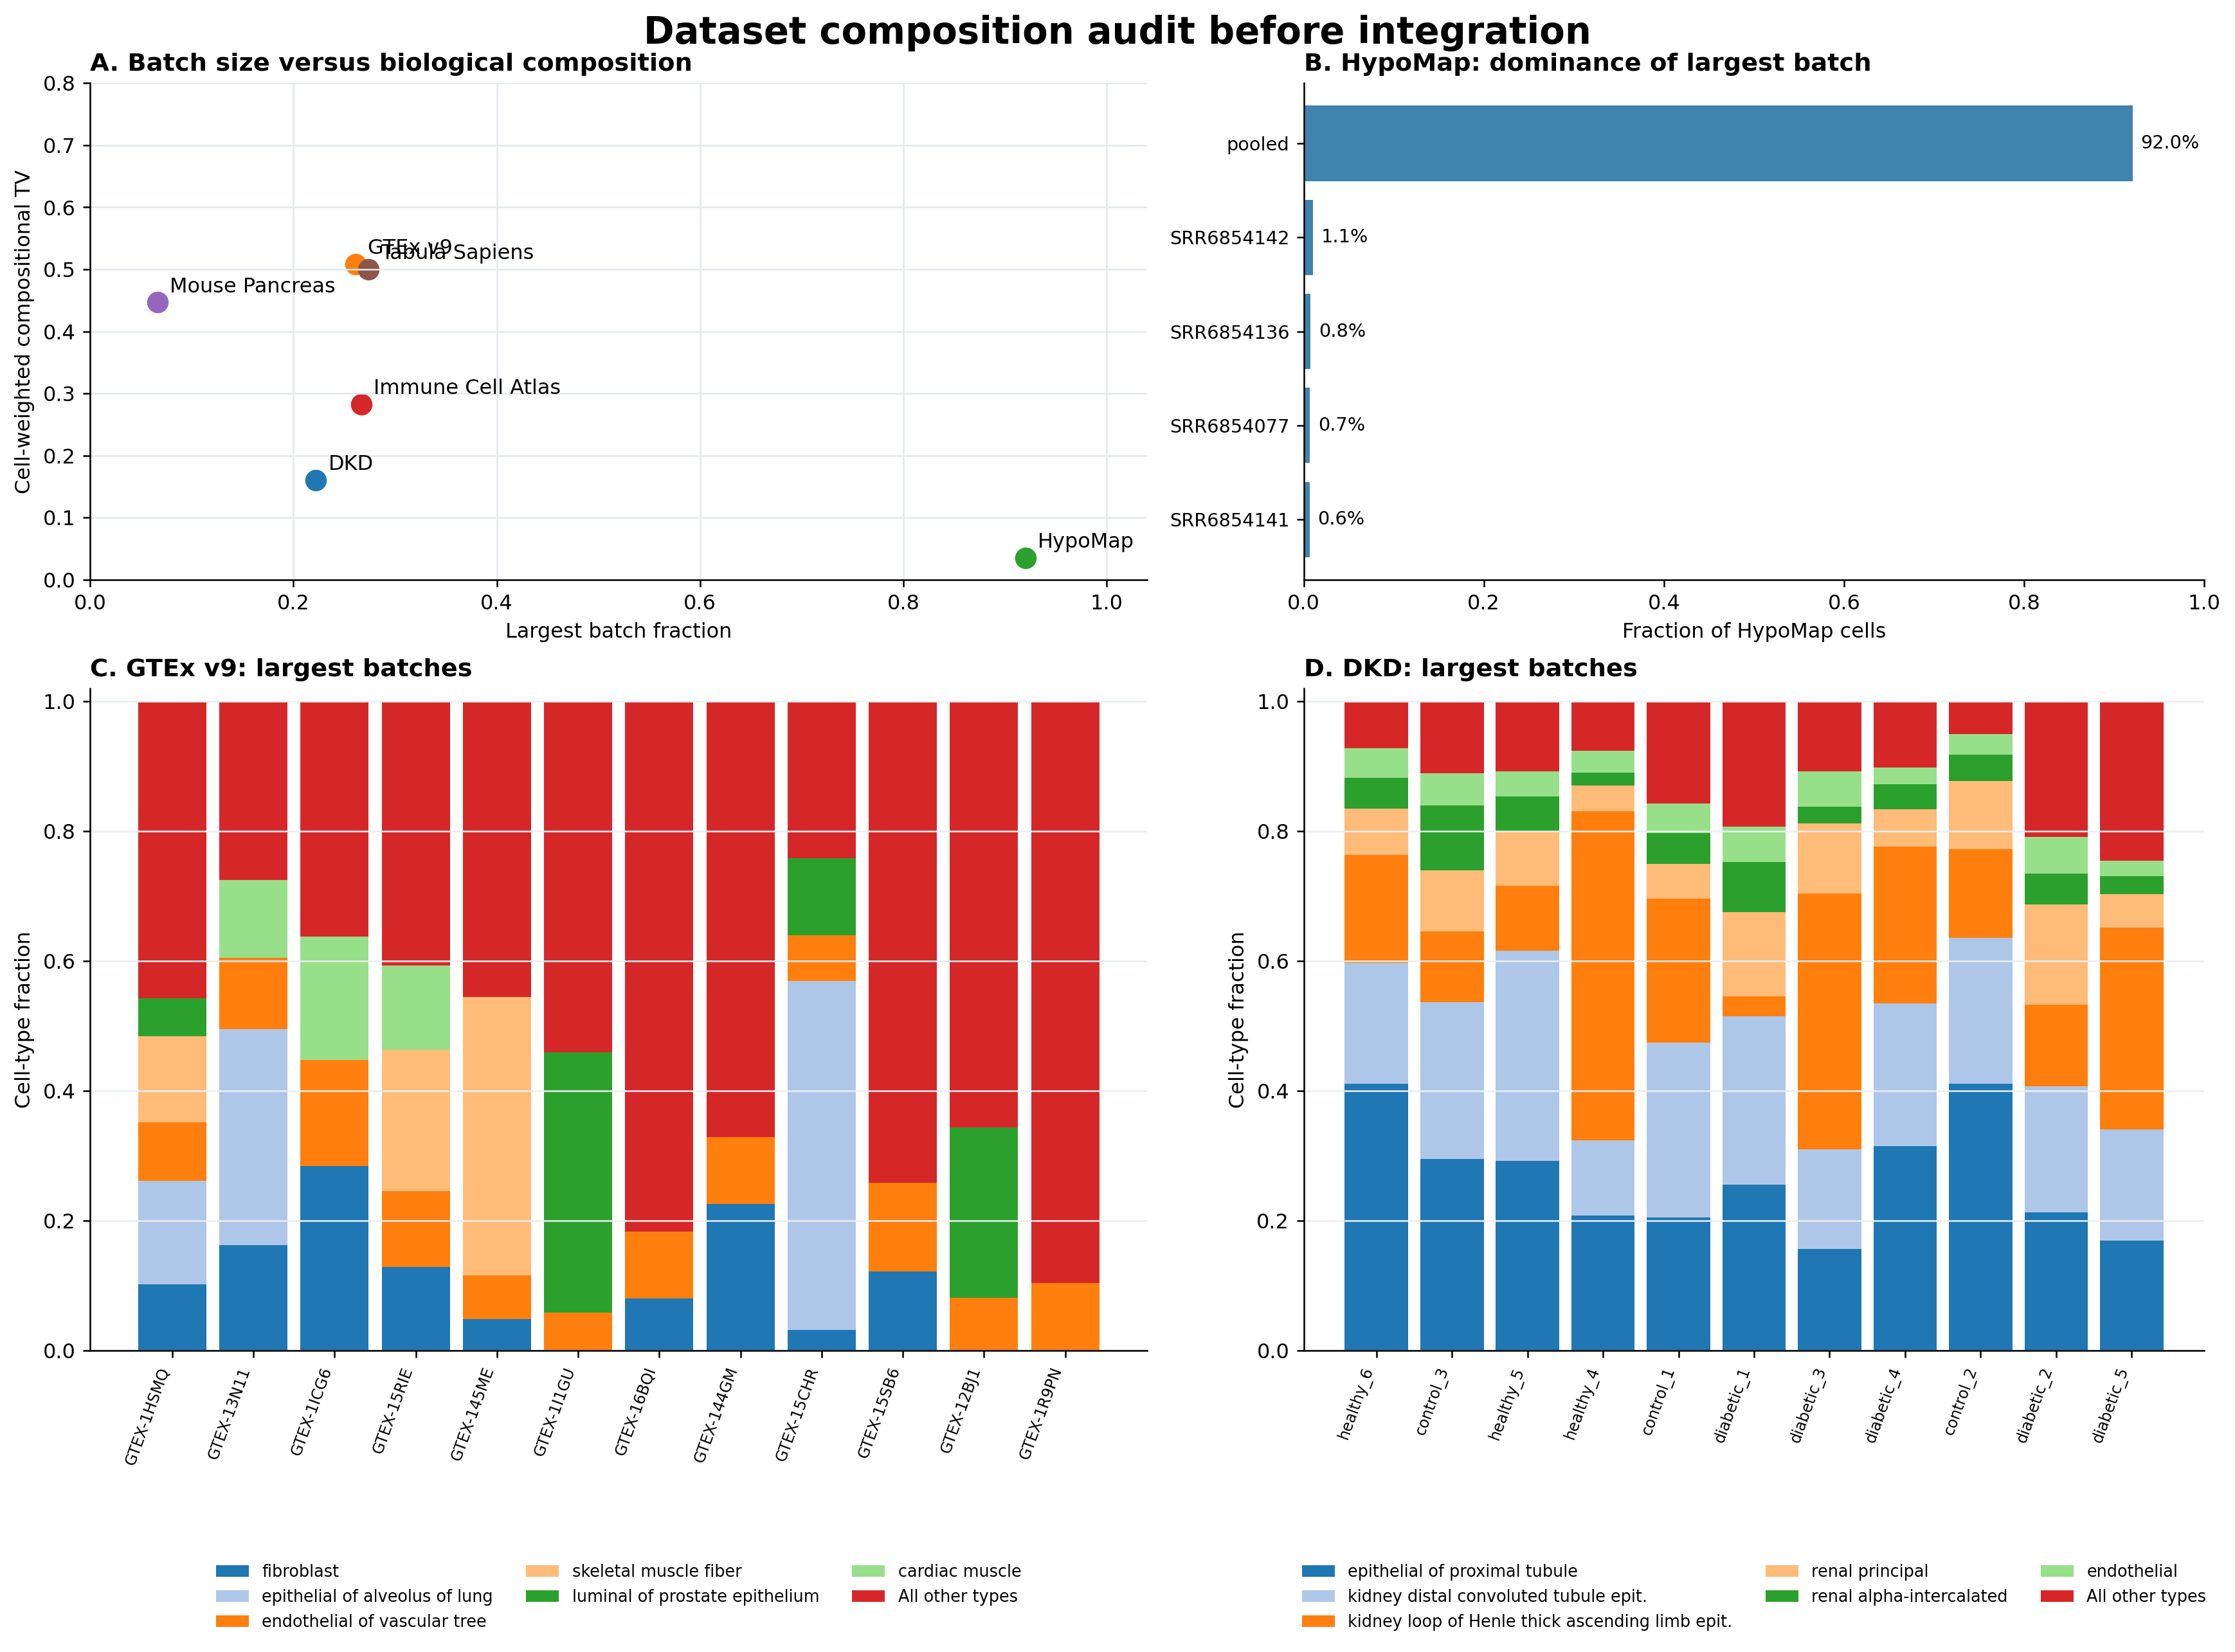 Dataset composition audit before integration
A. Batch size versus biological composition
Cell-weighted compositional TV
0.8
0.7
0.6
0.5
0.4
0.3
0.2
0.1
0.0
GTEx v9
Tabula Sapiens
Mouse Pancreas
Immune Cell Atlas
DKD
HypoMap
0.0 0.2 0.4 0.6 0.8 1.0
Largest batch fraction
B. HypoMap: dominance of largest batch
pooled 92.0%
SRR6854142 1.1%
SRR6854136 0.8%
SRR6854077 0.7%
SRR6854141 0.6%
0.0 0.2 0.4 0.6 0.8 1.0
Fraction of HypoMap cells
C. GTEx v9: largest batches
Cell-type fraction
1.0
0.8
0.6
0.4
0.2
0.0
GTEX-1HSMQ
GTEX-13N11
GTEX-1ICG6
GTEX-15RIE
GTEX-145ME
GTEX-1I1GU
GTEX-16BQI
GTEX-144GM
GTEX-15CHR
GTEX-15SB6
GTEX-12BJ1
GTEX-1R9PN
fibroblast
epithelial of alveolus of lung
endothelial of vascular tree
skeletal muscle fiber
luminal of prostate epithelium
cardiac muscle
All other types
D. DKD: largest batches
Cell-type fraction
1.0
0.8
0.6
0.4
0.2
0.0
healthy_6
control_3
healthy_5
healthy_4
control_1
diabetic_1
diabetic_3
diabetic_4
control_2
diabetic_2
diabetic_5
epithelial of proximal tubule
kidney distal convoluted tubule epit.
kidney loop of Henle thick ascending limb epit.
renal principal
renal alpha-intercalated
endothelial
All other types